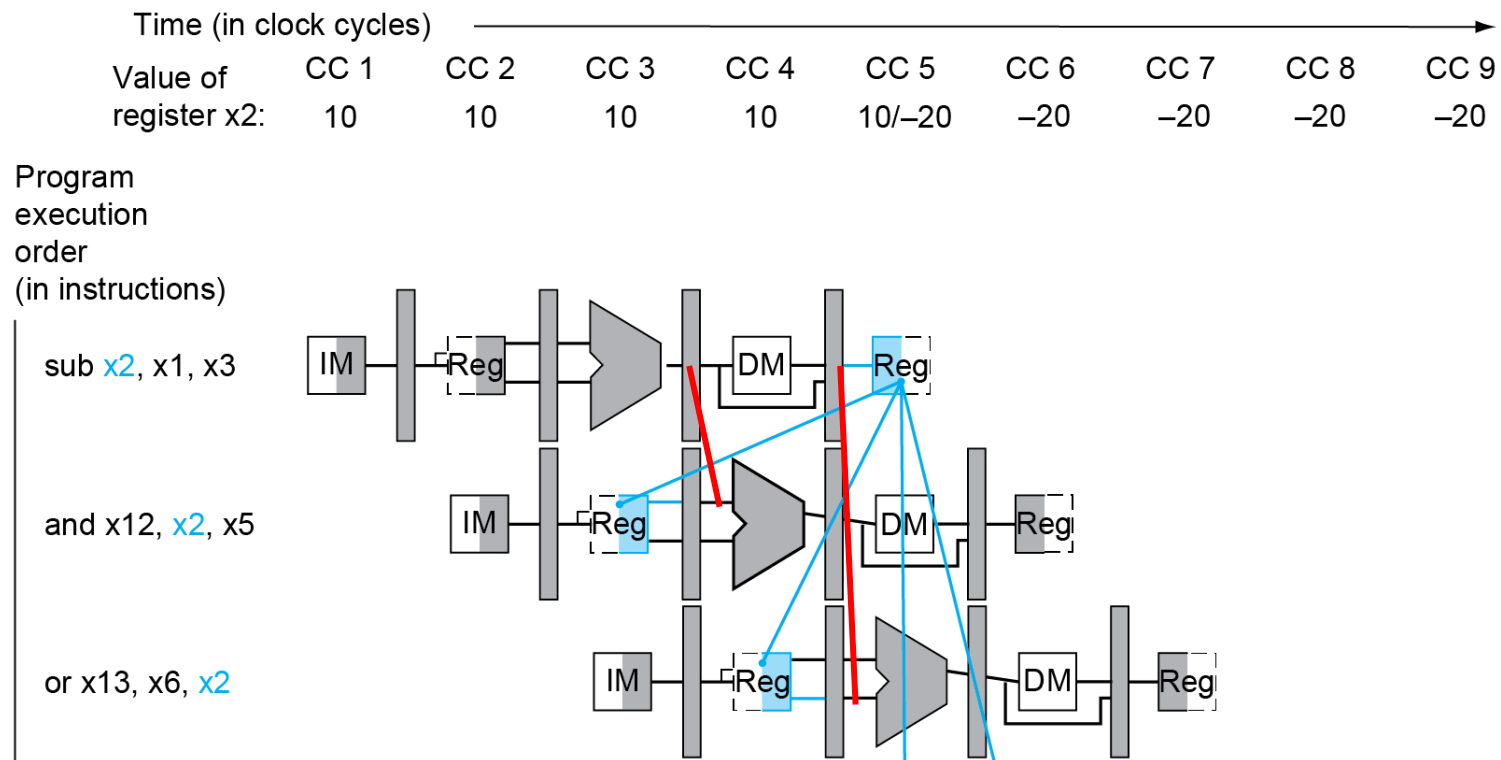 Time (in clock cycles)
Value of register x2:
CC 1 CC 2 CC 3 CC 4 CC 5 CC 6 CC 7 CC 8 CC 9
10 10 10 10 10/–20 –20 –20 –20 –20
Program
execution
order
(in instructions)
sub x2, x1, x3
IM Reg DM Reg
and x12, x2, x5
IM Reg DM Reg
or x13, x6, x2
IM Reg DM Reg